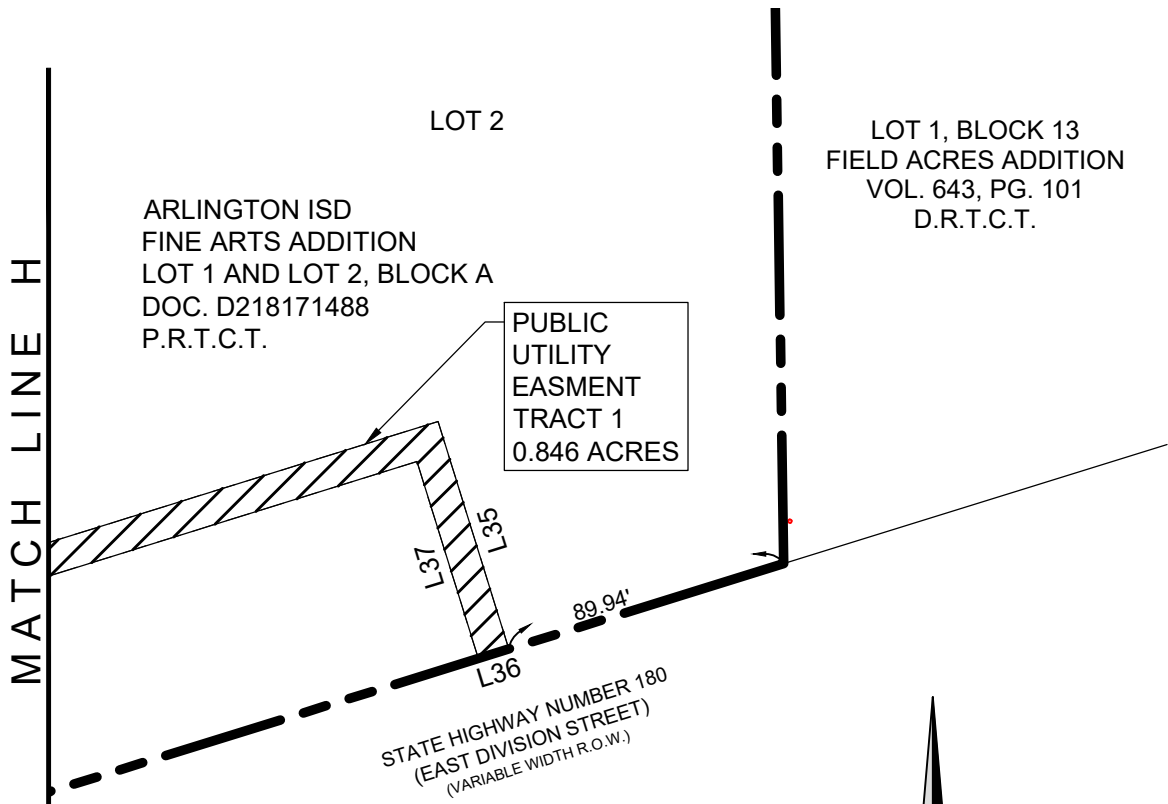 LOT 2
LOT 1, BLOCK 13
FIELD ACRES ADDITION
VOL. 643, PG. 101
D.R.T.C.T.
ARLINGTON ISD
FINE ARTS ADDITION
LOT 1 AND LOT 2, BLOCK A
DOC. D218171488
P.R.T.C.T.
MATCH LINE H
PUBLIC
UTILITY
EASMENT
TRACT 1
0.846 ACRES
L35
L37
89.94'
L36
STATE HIGHWAY NUMBER 180
(EAST DIVISION STREET)
(VARIABLE WIDTH R.O.W.)